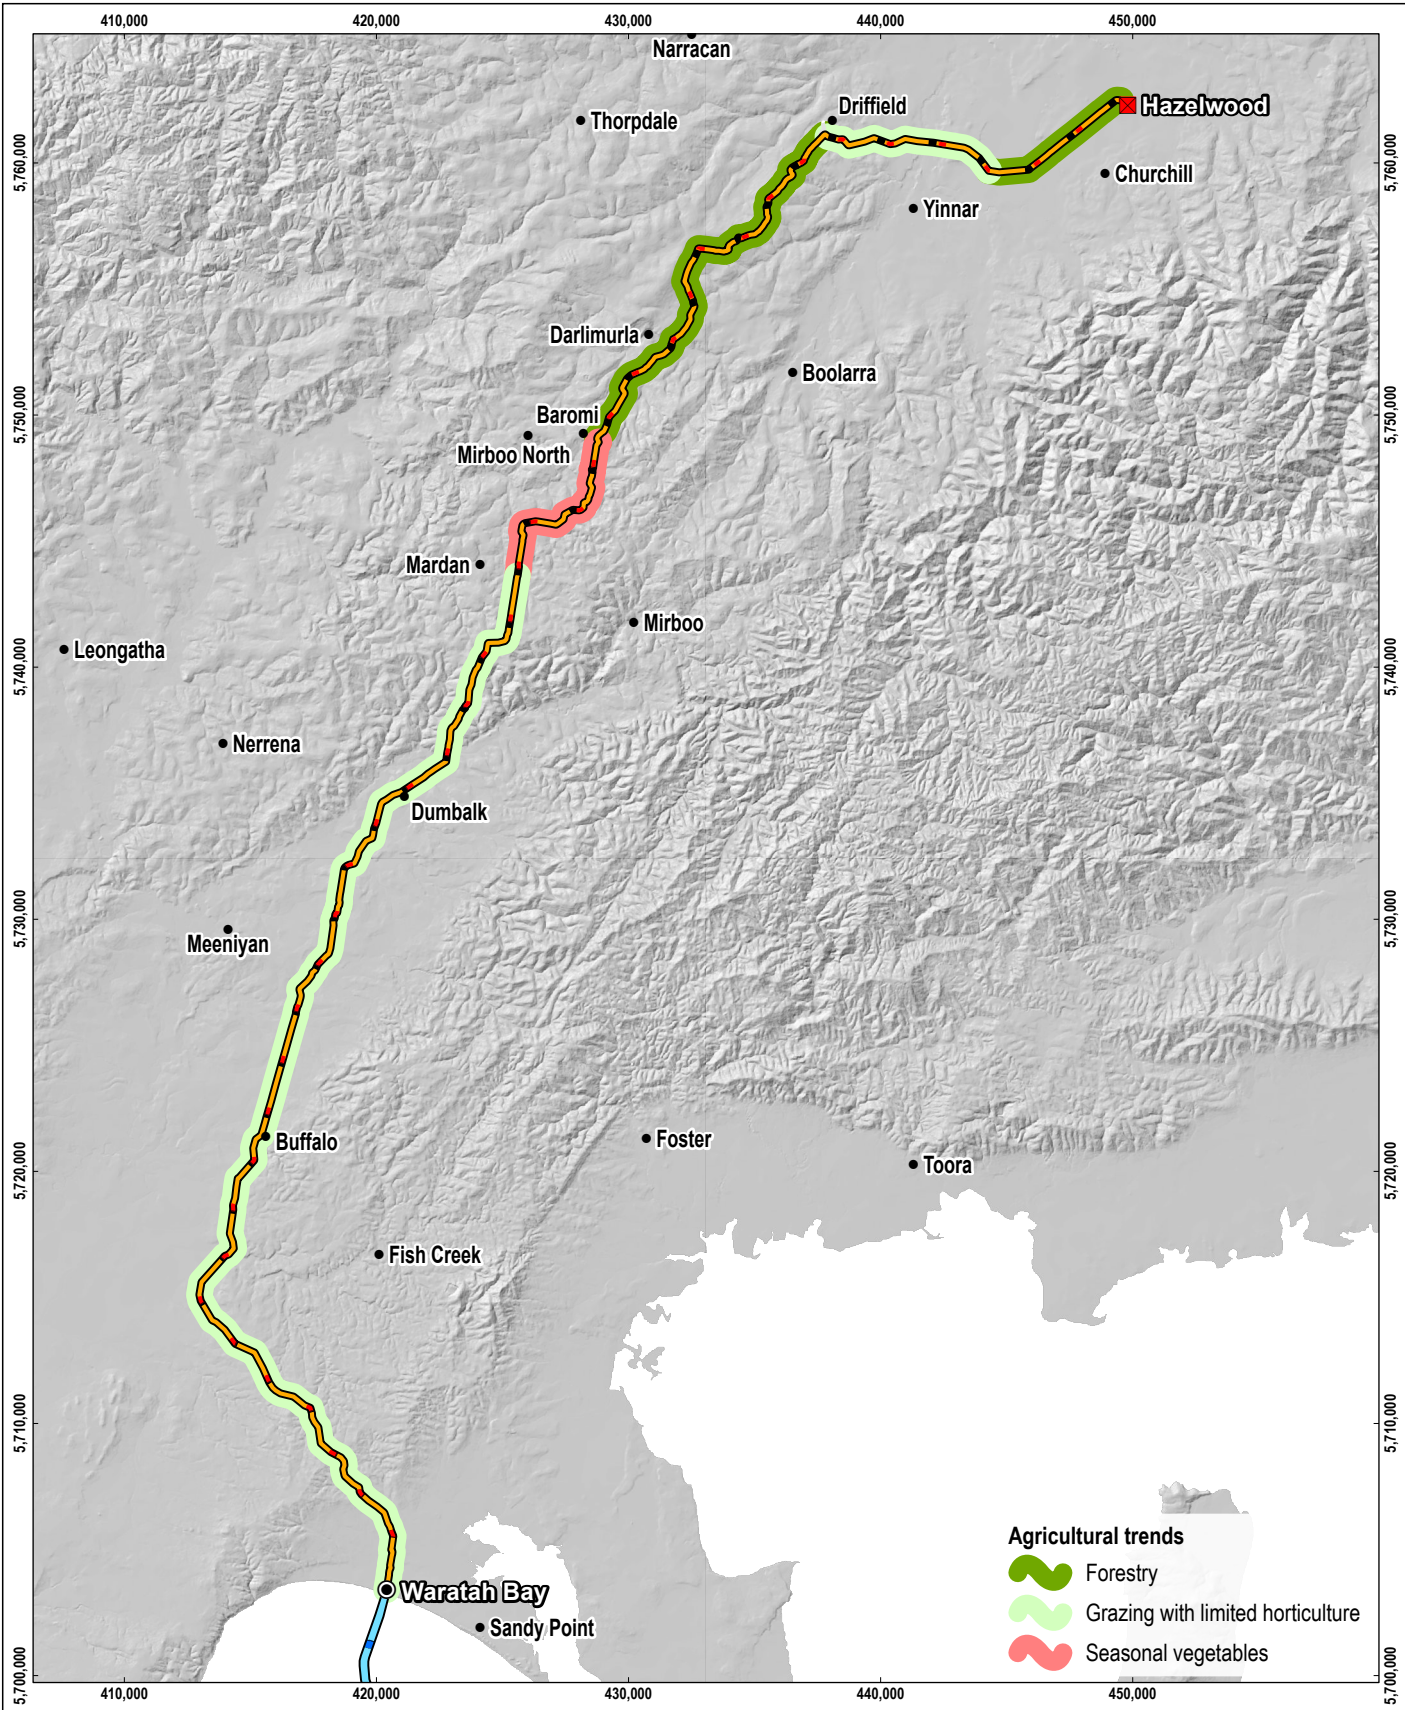 410,000
420,000
430,000
440,000
450,000
Narracan
Hazelwood
Driffield
Thorpdale
5,760,000
5,760,000
Churchill
Yinnar
Darlimurla
Boolarra
5,750,000
5,750,000
Baromi
Mirboo North
Mardan
Mirboo
Leongatha
5,740,000
5,740,000
Nerrena
Dumbalk
5,730,000
5,730,000
Meeniyan
Buffalo
Foster
Toora
5,720,000
5,720,000
Fish Creek
5,710,000
5,710,000
Agricultural trends
Forestry
Waratah Bay
Grazing with limited horticulture
Sandy Point
Seasonal vegetables
5,700,000
5,700,000
410,000
420,000
430,000
440,000
450,000